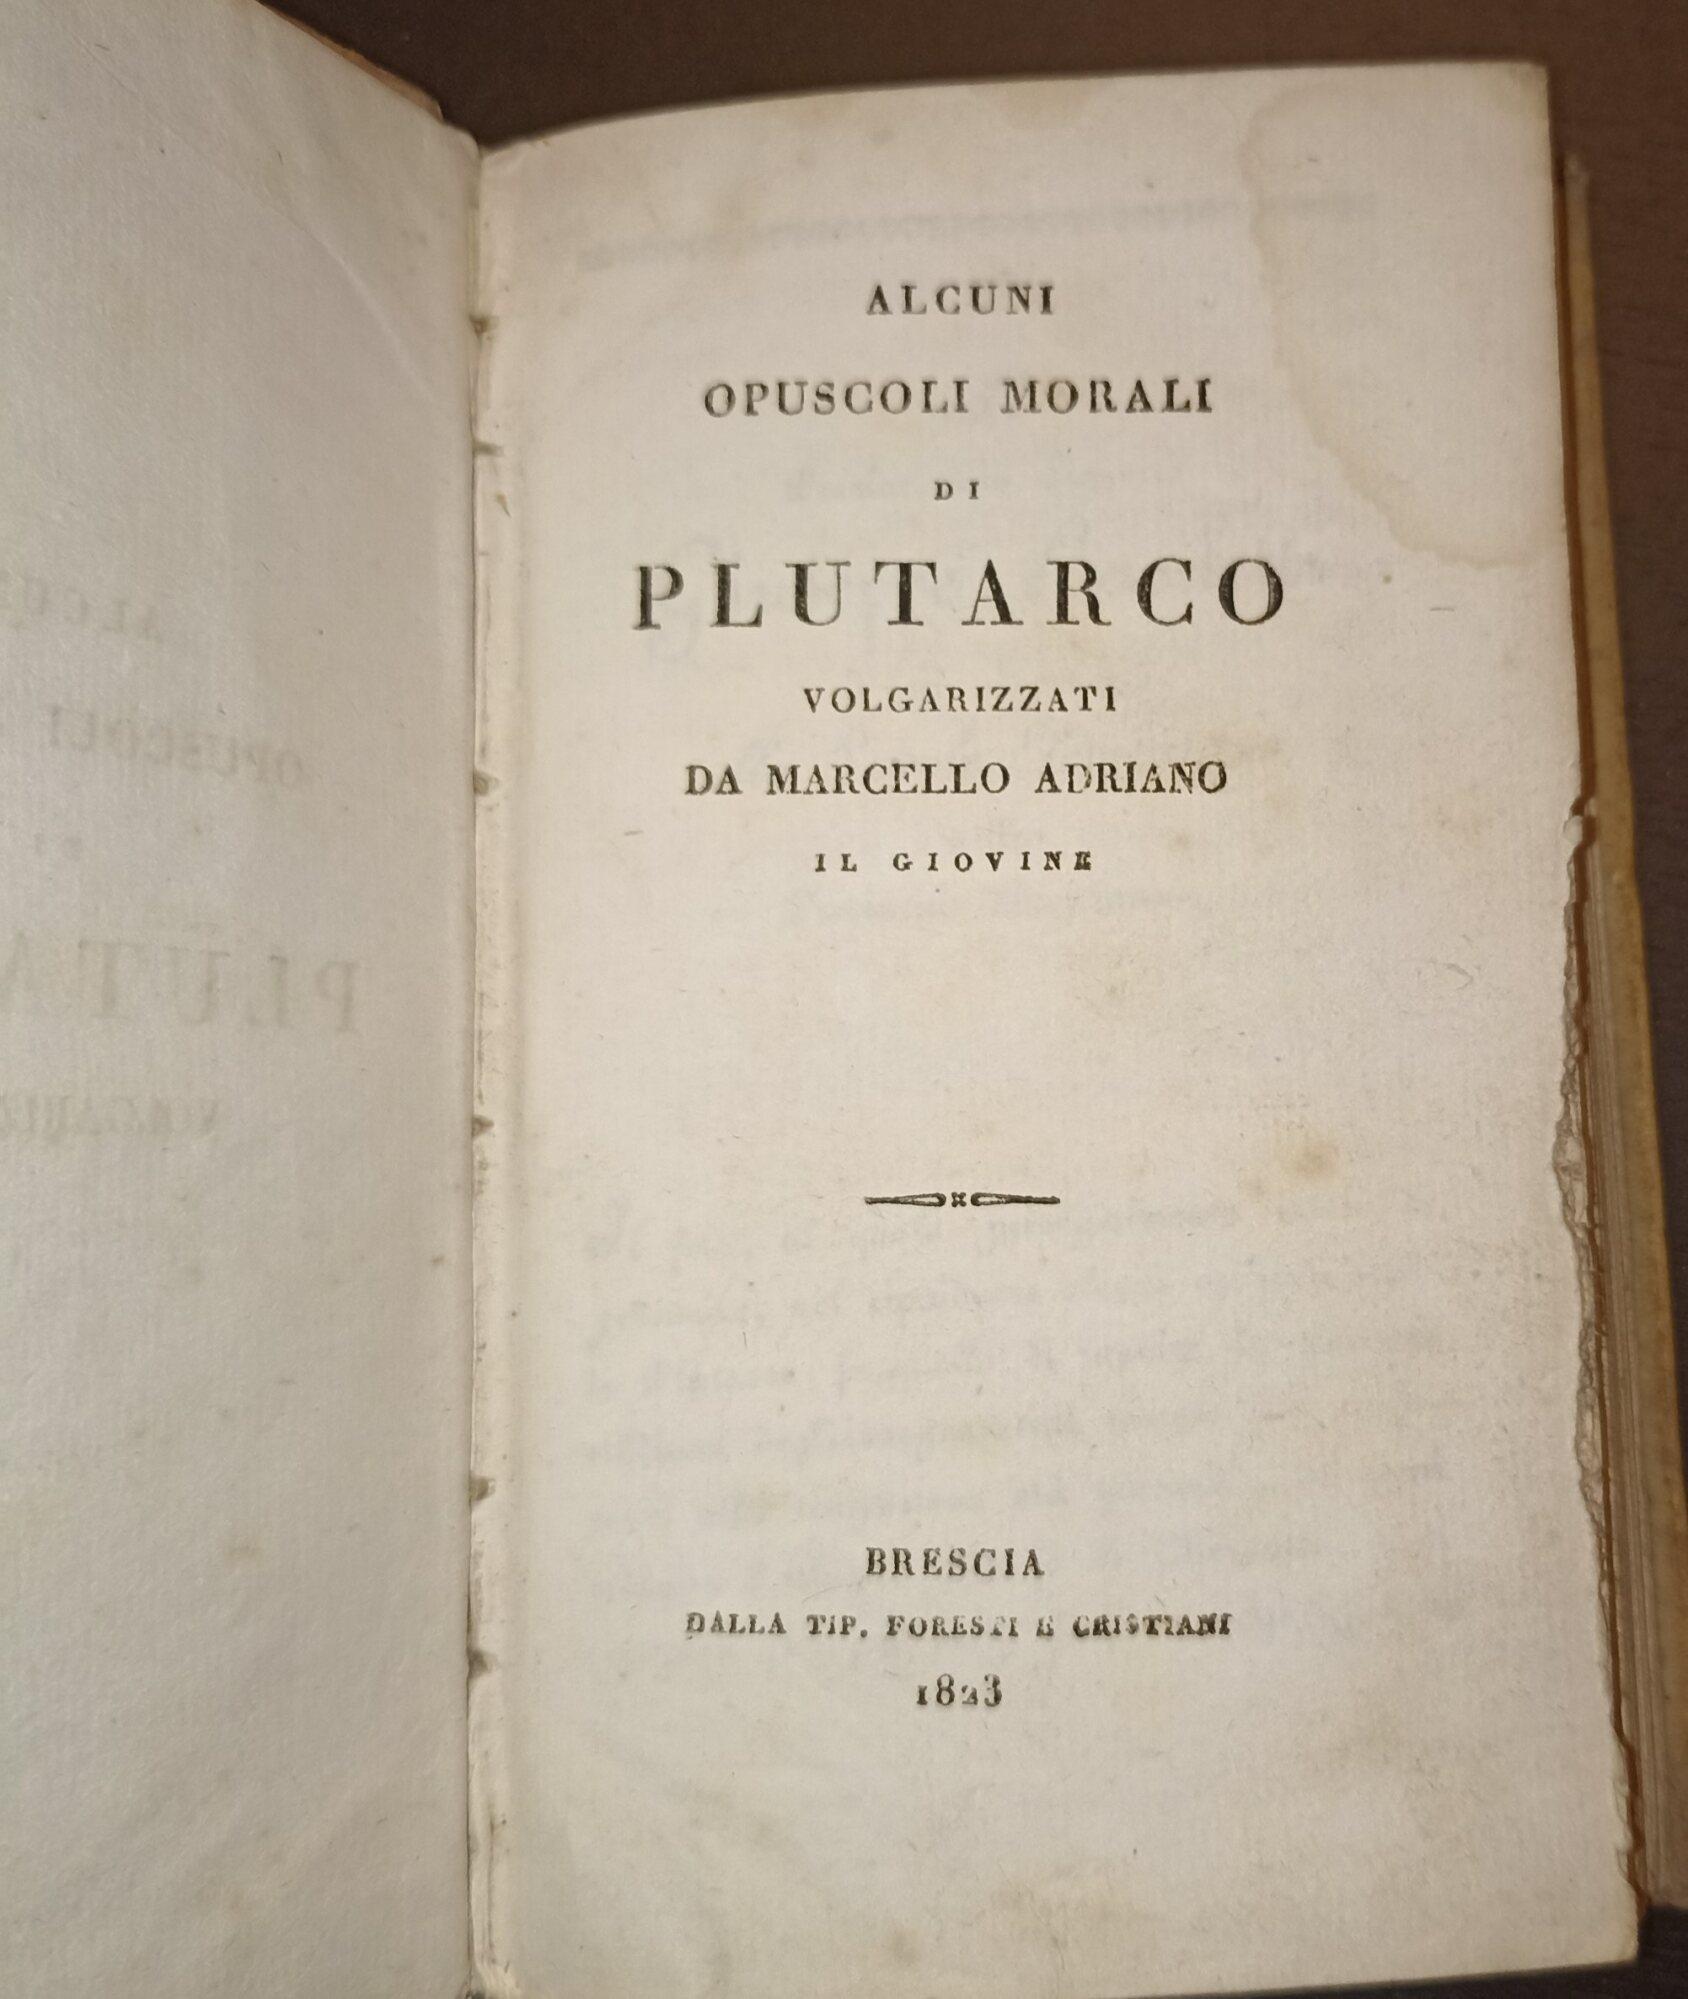 ALCUNI
OPUSCOLI MORALI
DI
PLUTARCO
VOLGARIZZATI
DA MARCELLO ADRIANO
IL GIOVINE
BRESCIA
DALLA TIP. FORESTI E CRISTIANI
1823